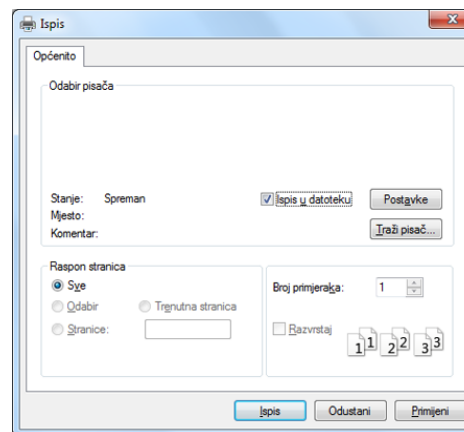 Ispis
Općenito
Odabir pisača
Stanje: Spreman
Ispis u datoteku
Postavke
Mjesto:
Komentar:
Traži pisač...
Raspon stranica
Sve
Odabir
Trenutna stranica
Stranice:
Broj primjeraka:
1
Razvrstaj
1 1 2 2 3 3
Ispis
Odustani
Primijeni